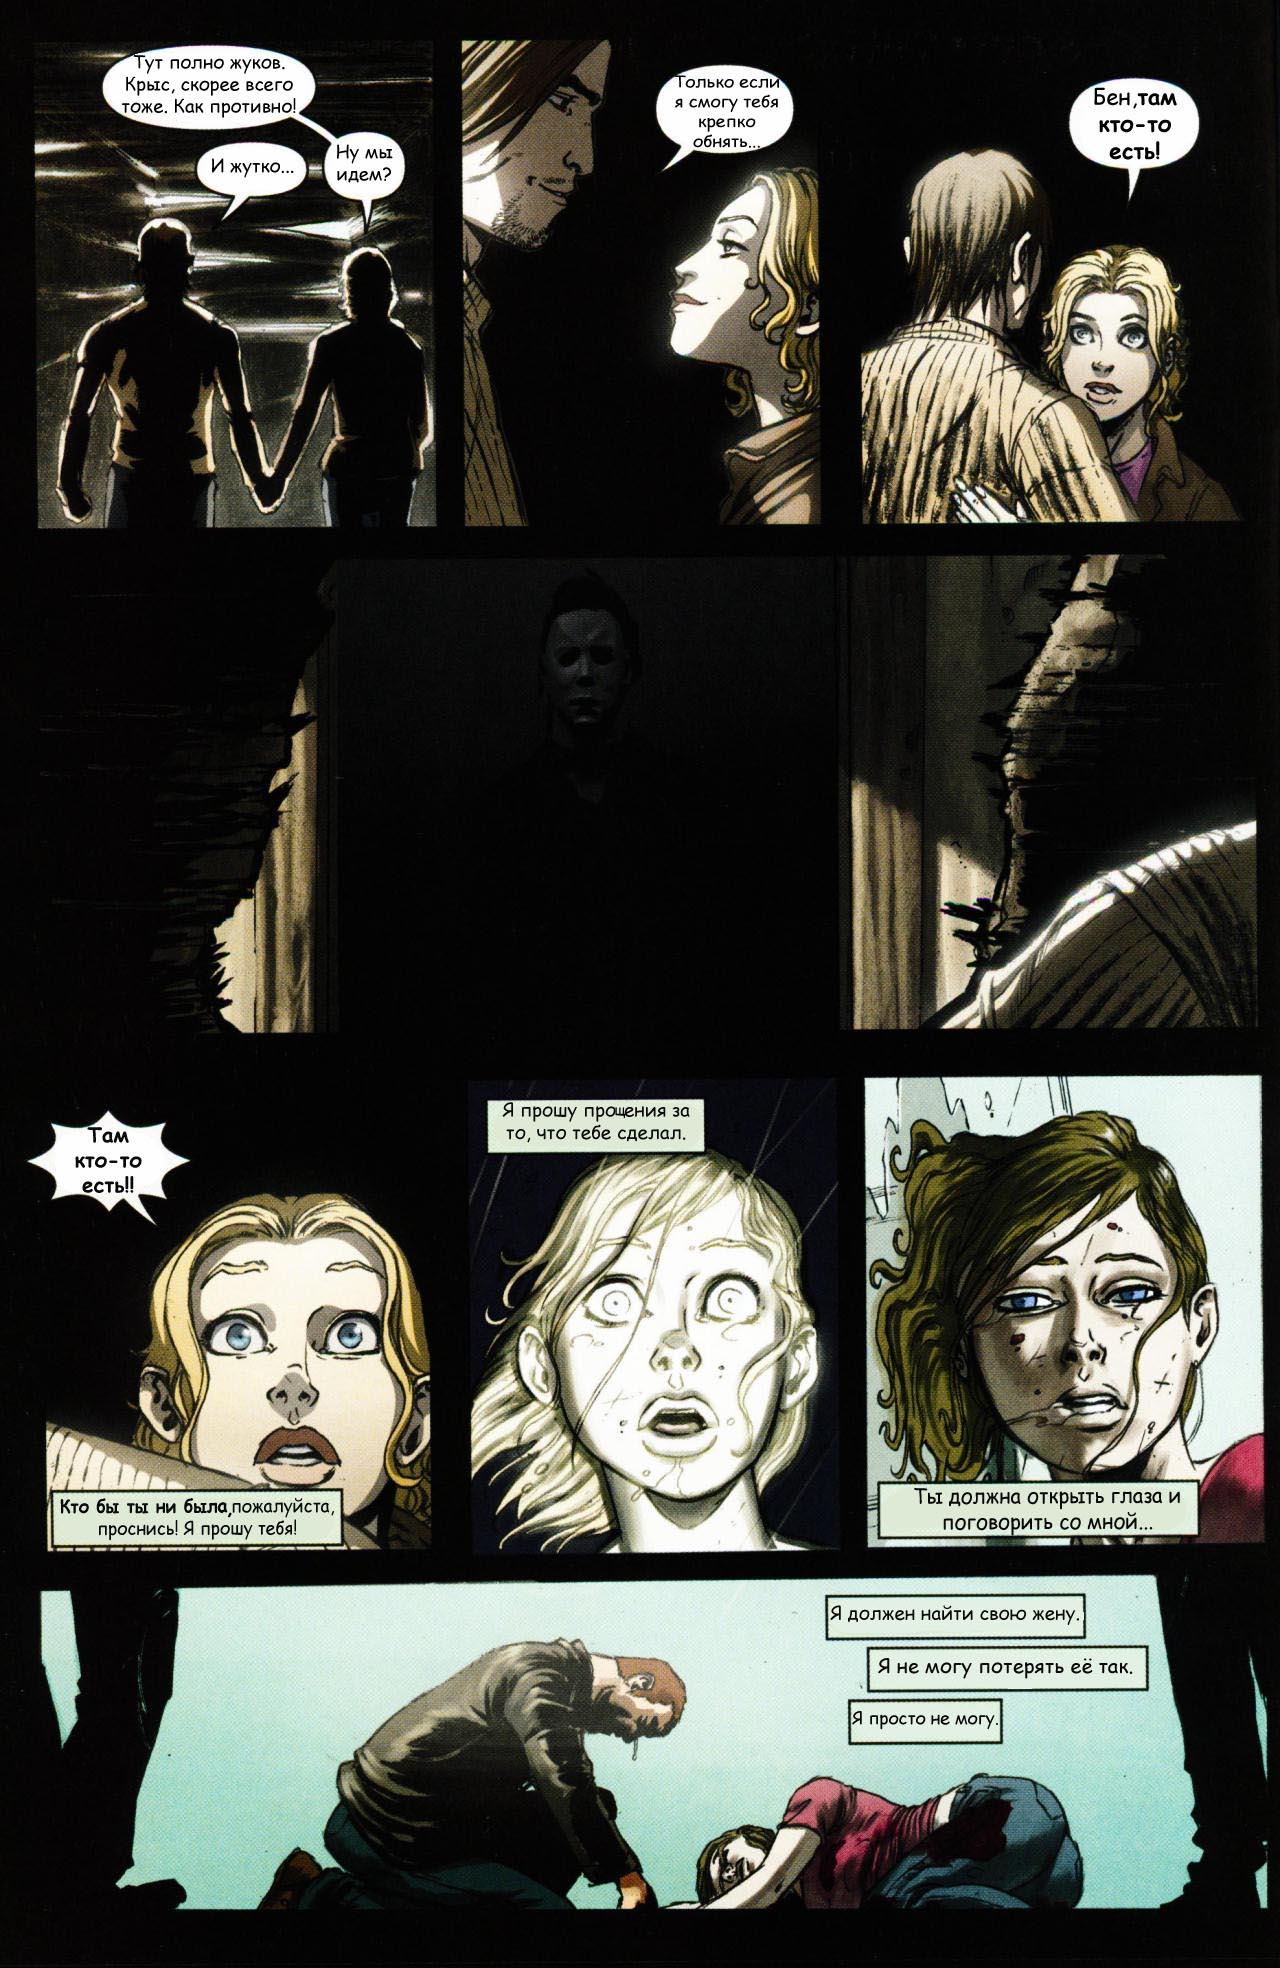 Тут полно жуков.
Крыс, скорее всего
тоже. Как противно!
И жутко...
Ну мы
идем?
Только если
я смогу тебя
крепко
обнять...
Бен,там
кто-то
есть!
Там
кто-то
есть!!
Кто бы ты ни была,пожалуйста,
проснись! Я прошу тебя!
Я прошу прощения за
то, что тебе сделал.
Ты должна открыть глаза и
поговорить со мной...
Я должен найти свою жену.
Я не могу потерять её так.
Я просто не могу.